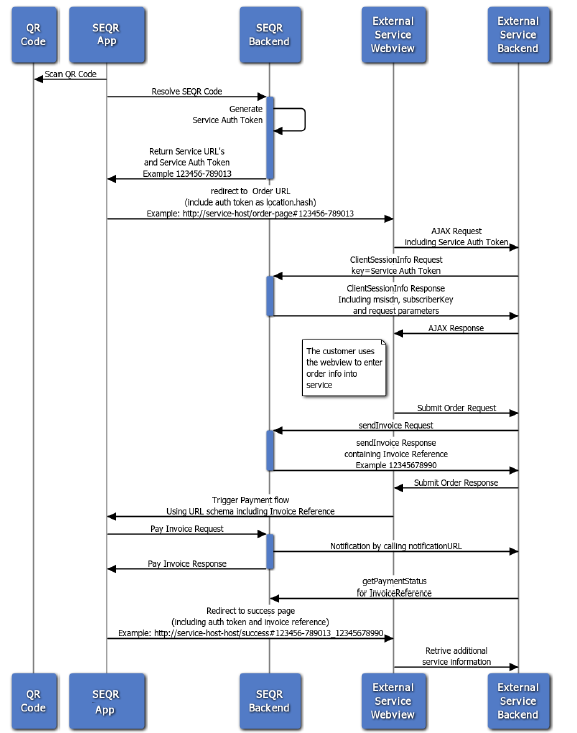 QR
Code
SEQR
App
SEQR
Backend
External
Service
Webview
External
Service
Backend
Scan QR Code
Resolve SEQR Code
Generate
Service Auth Token
Return Service URL's
and Service Auth Token
Example 123456-789013
redirect to Order URL
(include auth token as location.hash)
Example: http://service-host/order-page#123456-789013
AJAX Request
including Service Auth Token
ClientSessionInfo Request
key=Service Auth Token
ClientSessionInfo Response
Including msisdn, subscriberKey
and request parameters
AJAX Response
The customer uses
the webview to enter
order info into
service
Submit Order Request
sendInvoice Request
sendInvoice Response
containing Invoice Reference
Example 12345678990
Submit Order Response
Trigger Payment flow
Using URL schema including Invoice Reference
Pay Invoice Request
Notification by calling notificationURL
Pay Invoice Response
getPaymentStatus
for InvoiceReference
Redirect to success page
(including auth token and invoice reference)
Example: http://service-host-host/success#123456-789013_12345678990
Retrive additional
service information
QR
Code
SEQR
App
SEQR
Backend
External
Service
Webview
External
Service
Backend